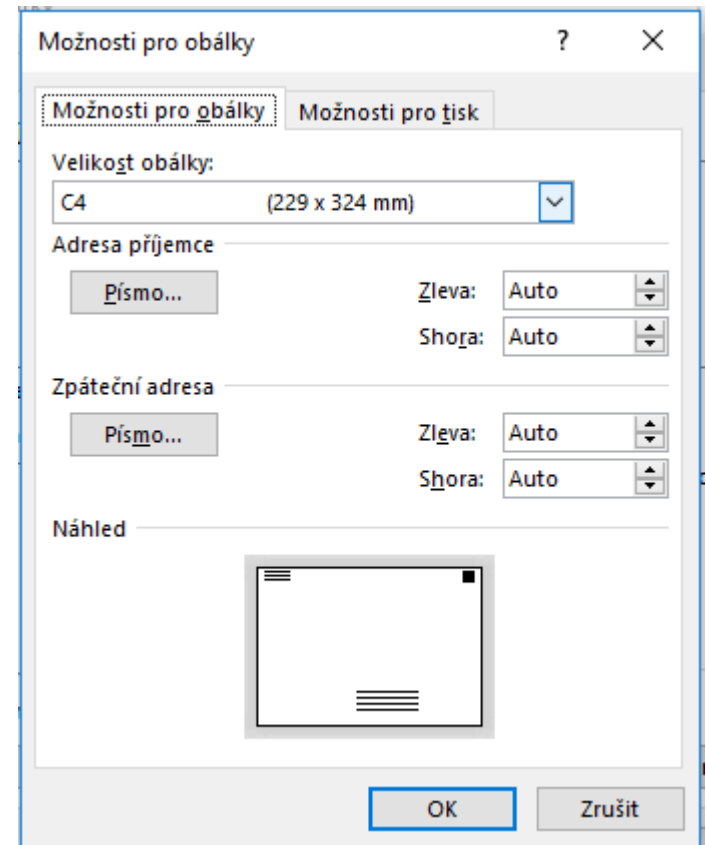 Možnosti pro obálky ?
Možnosti pro obálky Možnosti pro tisk
Velikost obálky:
C4 (229 x 324 mm)
Adresa příjemce
Písmo... Zleva: Auto
Shora: Auto
Zpáteční adresa
Písmo... Zleva: Auto
Shora: Auto
Náhled
OK Zrušit